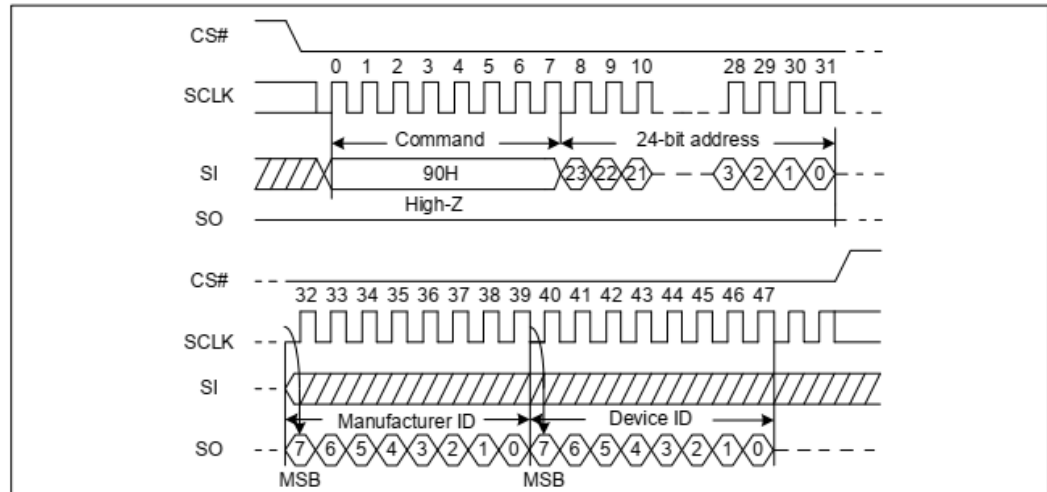 CS#
0 1 2 3 4 5 6 7 8 9 10 28 29 30 31
SCLK
Command 24-bit address
SI 90H 23 22 21 3 2 1 0
High-Z
SO
CS#
32 33 34 35 36 37 38 39 40 41 42 43 44 45 46 47
SCLK
SI
Manufacturer ID Device ID
SO 7 6 5 4 3 2 1 0 7 6 5 4 3 2 1 0
MSB MSB